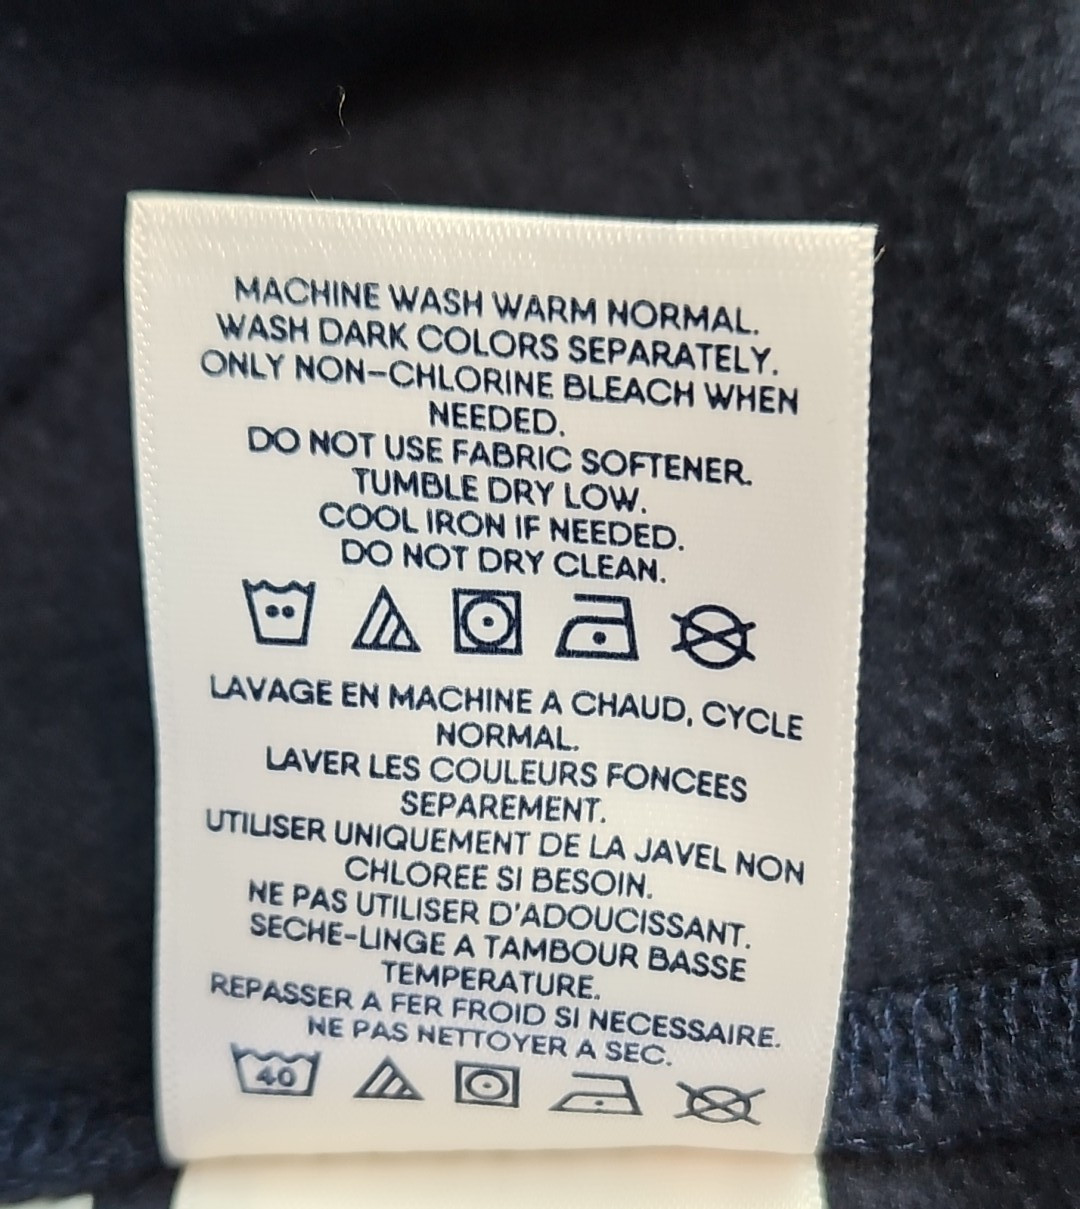 MACHINE WASH WARM NORMAL.
WASH DARK COLORS SEPARATELY.
ONLY NON-CHLORINE BLEACH WHEN
NEEDED.
DO NOT USE FABRIC SOFTENER.
TUMBLE DRY LOW.
COOL IRON IF NEEDED.
DO NOT DRY CLEAN.
LAVAGE EN MACHINE A CHAUD, CYCLE
NORMAL.
LAVER LES COULEURS FONCEES
SEPAREMENT.
UTILISER UNIQUEMENT DE LA JAVEL NON
CHLOREE SI BESOIN.
NE PAS UTILISER D'ADOUCISSANT.
SECHE-LINGE A TAMBOUR BASSE
TEMPERATURE.
REPASSER A FER FROID SI NECESSAIRE.
NE PAS NETTOYER A SEC.
40